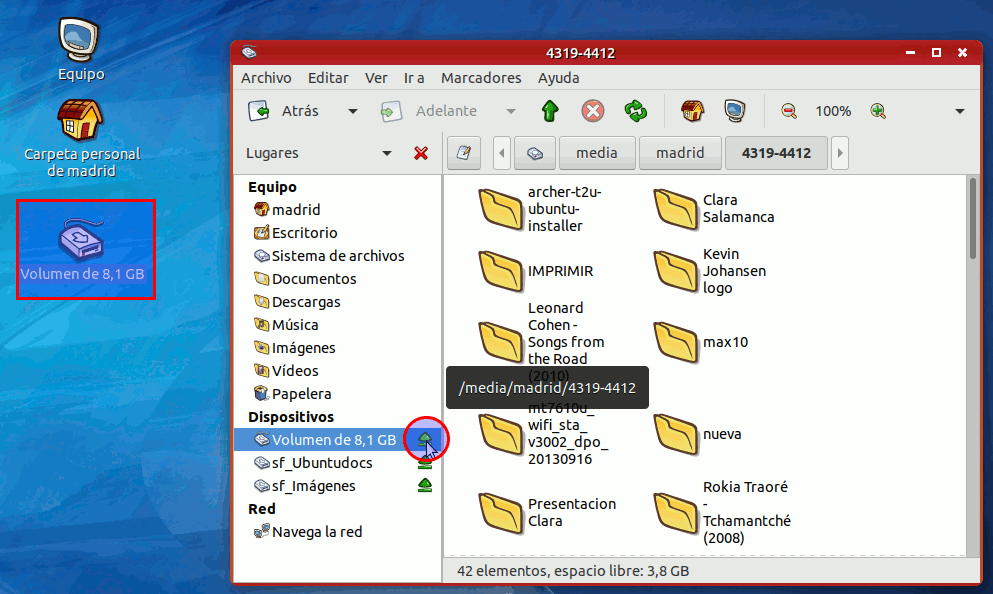 Equipo
Carpeta personal
de madrid
Volumen de 8,1 GB
4319-4412
Archivo Editar Ver Ir a Marcadores Ayuda
Atrás Adelante 100%
Lugares media madrid 4319-4412
Equipo
madrid
Escritorio
Sistema de archivos
Documentos
Descargas
Música
Imágenes
Vídeos
Papelera
Dispositivos
Volumen de 8,1 GB
sf_Ubuntudocs
sf_Imágenes
Red
Navega la red
archer-t2u-
ubuntu-
installer
Clara
Salamanca
IMPRIMIR
Kevin
Johansen
logo
Leonard
Cohen -
Songs from
the Road
(2010)
max10
/media/madrid/4319-4412
mt7610u_
wifi_sta_
v3002_dpo_
20130916
nueva
Presentacion
Clara
Rokia Traoré
-
Tchamantché
(2008)
42 elementos, espacio libre: 3,8 GB